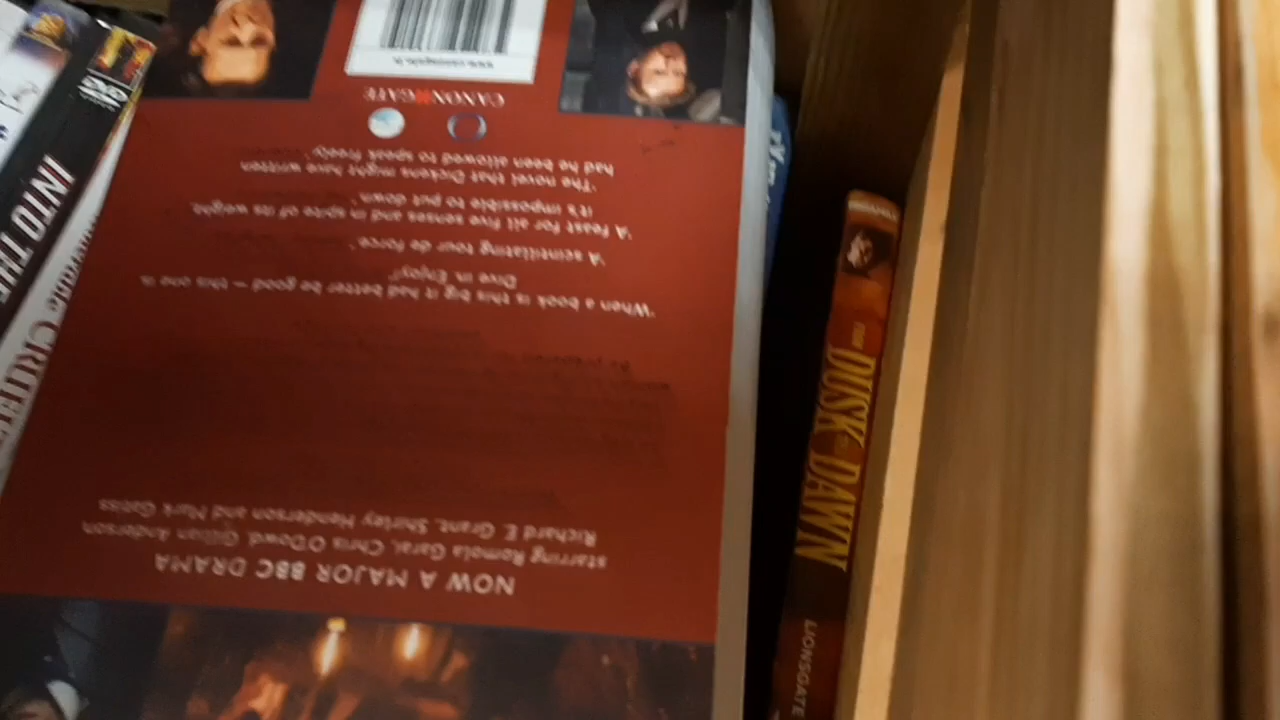 NOW A MAJOR BBC DRAMA
starring Romola Garai, Chris O'Dowd, Gillian Anderson
Richard E. Grant, Shirley Henderson and Mark Gatiss
'When a book is this big it had better be good – this one is
Dive in. Enjoy!'
'A scintillating tour de force'
'A feast for all five senses and in spite of its weight
it's impossible to put down'
'The novel that Dickens might have written
had he been allowed to speak freely'
CANONGATE
DVD
INTO THE
FROM DUSK TILL DAWN
LIONSGATE